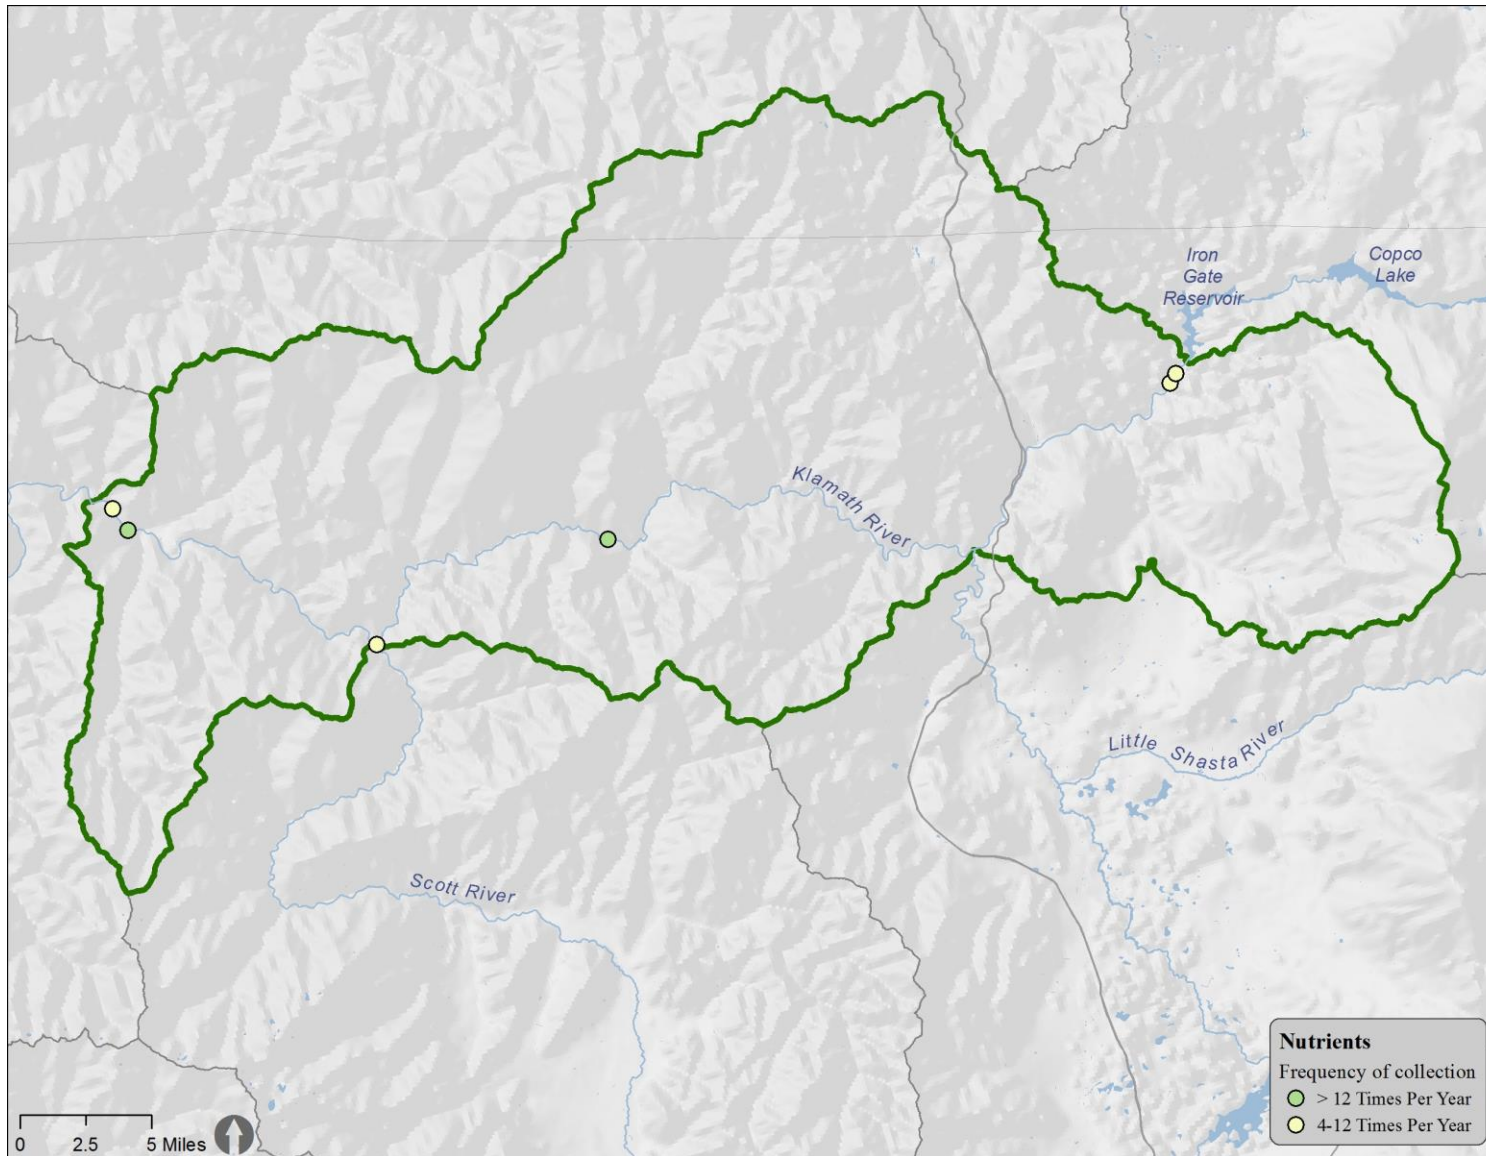 Iron
Gate
Reservoir
Copco
Lake
Klamath River
Little Shasta River
Scott River
Nutrients
Frequency of collection
> 12 Times Per Year
4-12 Times Per Year
0 2.5 5 Miles